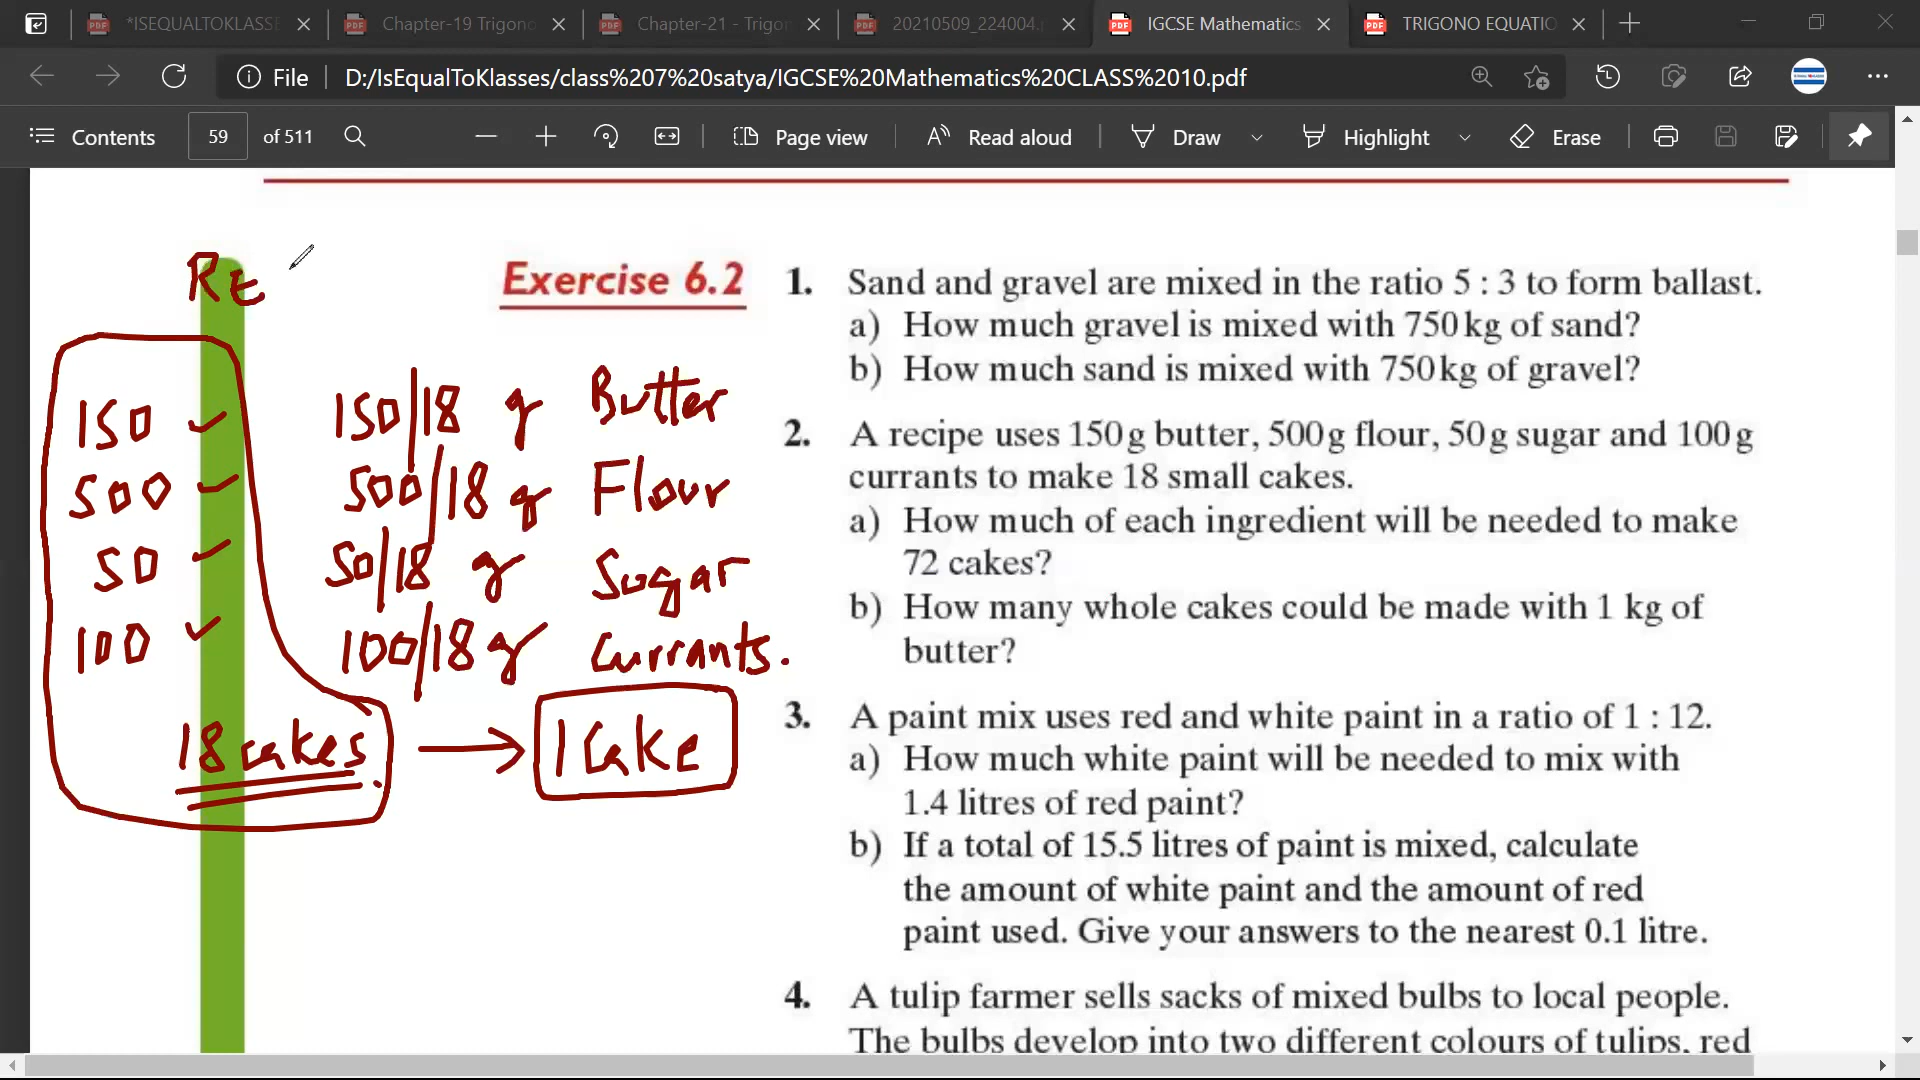 *ISEQUALTOKLASSE
Chapter-19 Trigono
Chapter-21 - Trigon
20210509_224004.p
IGCSE Mathematics
TRIGONO EQUATIO
File
D:/IsEqualToKlasses/class%207%20satya/IGCSE%20Mathematics%20CLASS%2010.pdf
Contents
59
of 511
Page view
Read aloud
Draw
Highlight
Erase
RE
150
500
50
100
18 cakes
150/18 g Butter
500/18 g Flour
50/18 g Sugar
100/18 g Currants.
1 Cake
Exercise 6.2
1. Sand and gravel are mixed in the ratio 5 : 3 to form ballast.
a) How much gravel is mixed with 750 kg of sand?
b) How much sand is mixed with 750 kg of gravel?
2. A recipe uses 150 g butter, 500 g flour, 50 g sugar and 100 g
currants to make 18 small cakes.
a) How much of each ingredient will be needed to make
72 cakes?
b) How many whole cakes could be made with 1 kg of
butter?
3. A paint mix uses red and white paint in a ratio of 1 : 12.
a) How much white paint will be needed to mix with
1.4 litres of red paint?
b) If a total of 15.5 litres of paint is mixed, calculate
the amount of white paint and the amount of red
paint used. Give your answers to the nearest 0.1 litre.
4. A tulip farmer sells sacks of mixed bulbs to local people.
The bulbs develop into two different colours of tulips, red